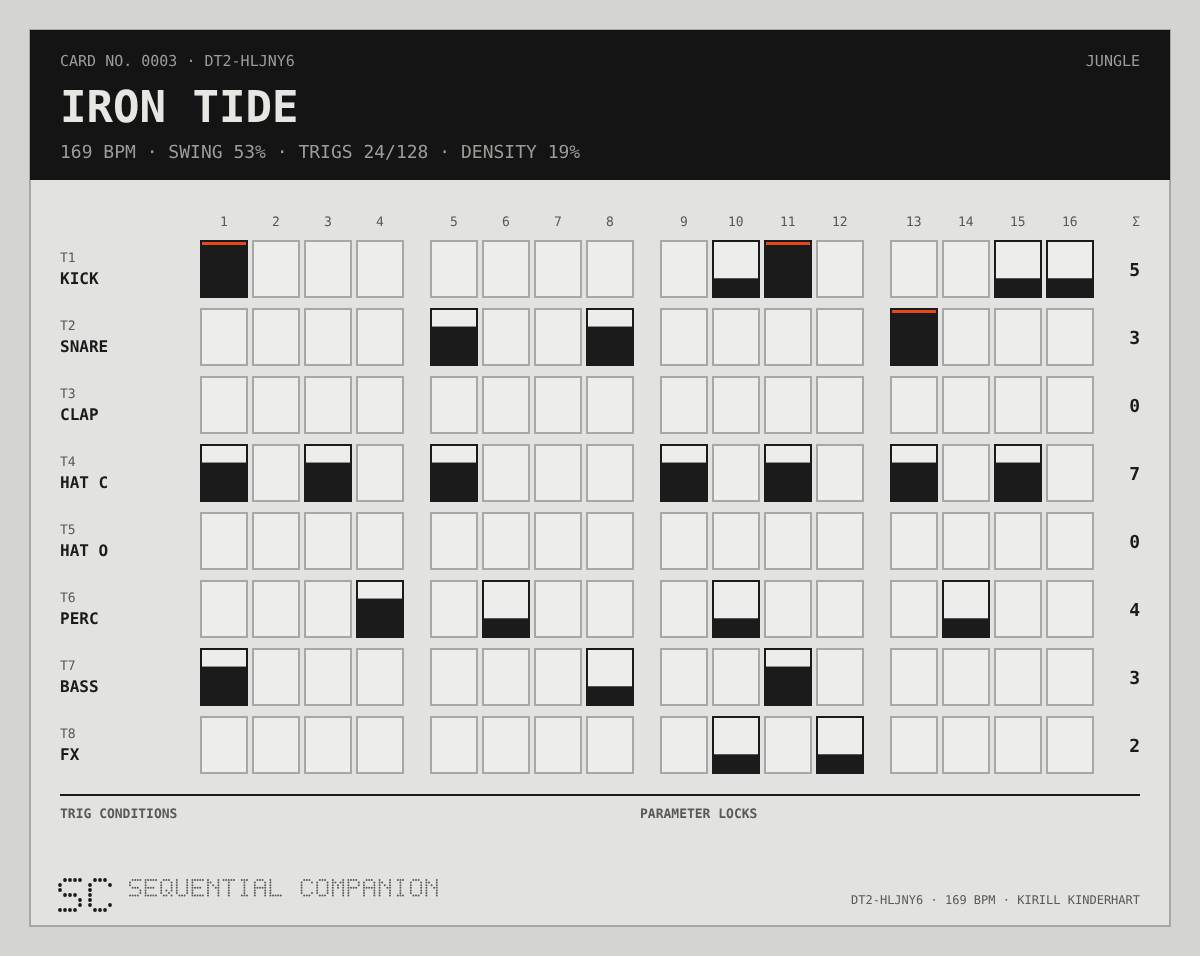 CARD NO. 0003 · DT2-HLJNY6 JUNGLE
IRON TIDE
169 BPM · SWING 53% · TRIGS 24/128 · DENSITY 19%
1 2 3 4 5 6 7 8 9 10 11 12 13 14 15 16 Σ
T1
KICK 5
T2
SNARE 3
T3
CLAP 0
T4
HAT C 7
T5
HAT O 0
T6
PERC 4
T7
BASS 3
T8
FX 2
TRIG CONDITIONS PARAMETER LOCKS
SC SEQUENTIAL COMPANION
DT2-HLJNY6 · 169 BPM · KIRILL KINDERHART